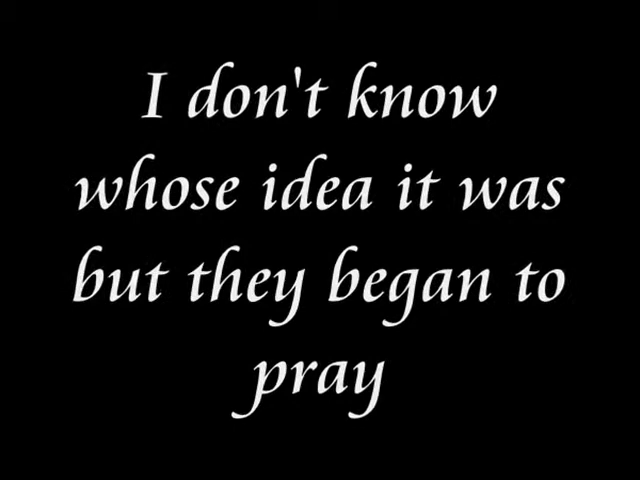 I don't know
whose idea it was
but they began to
pray